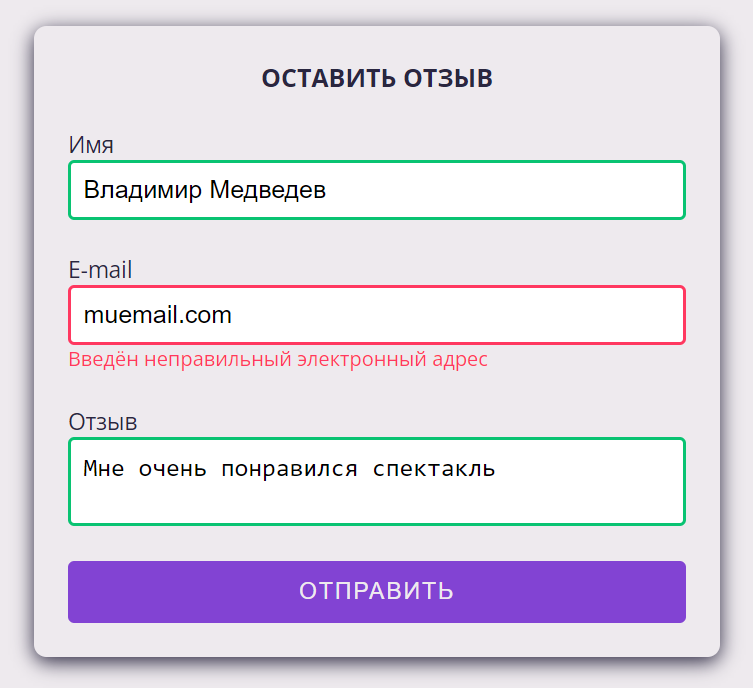 ОСТАВИТЬ ОТЗЫВ
Имя
Владимир Медведев
E-mail
muemail.com
Введён неправильный электронный адрес
Отзыв
Мне очень понравился спектакль
ОТПРАВИТЬ